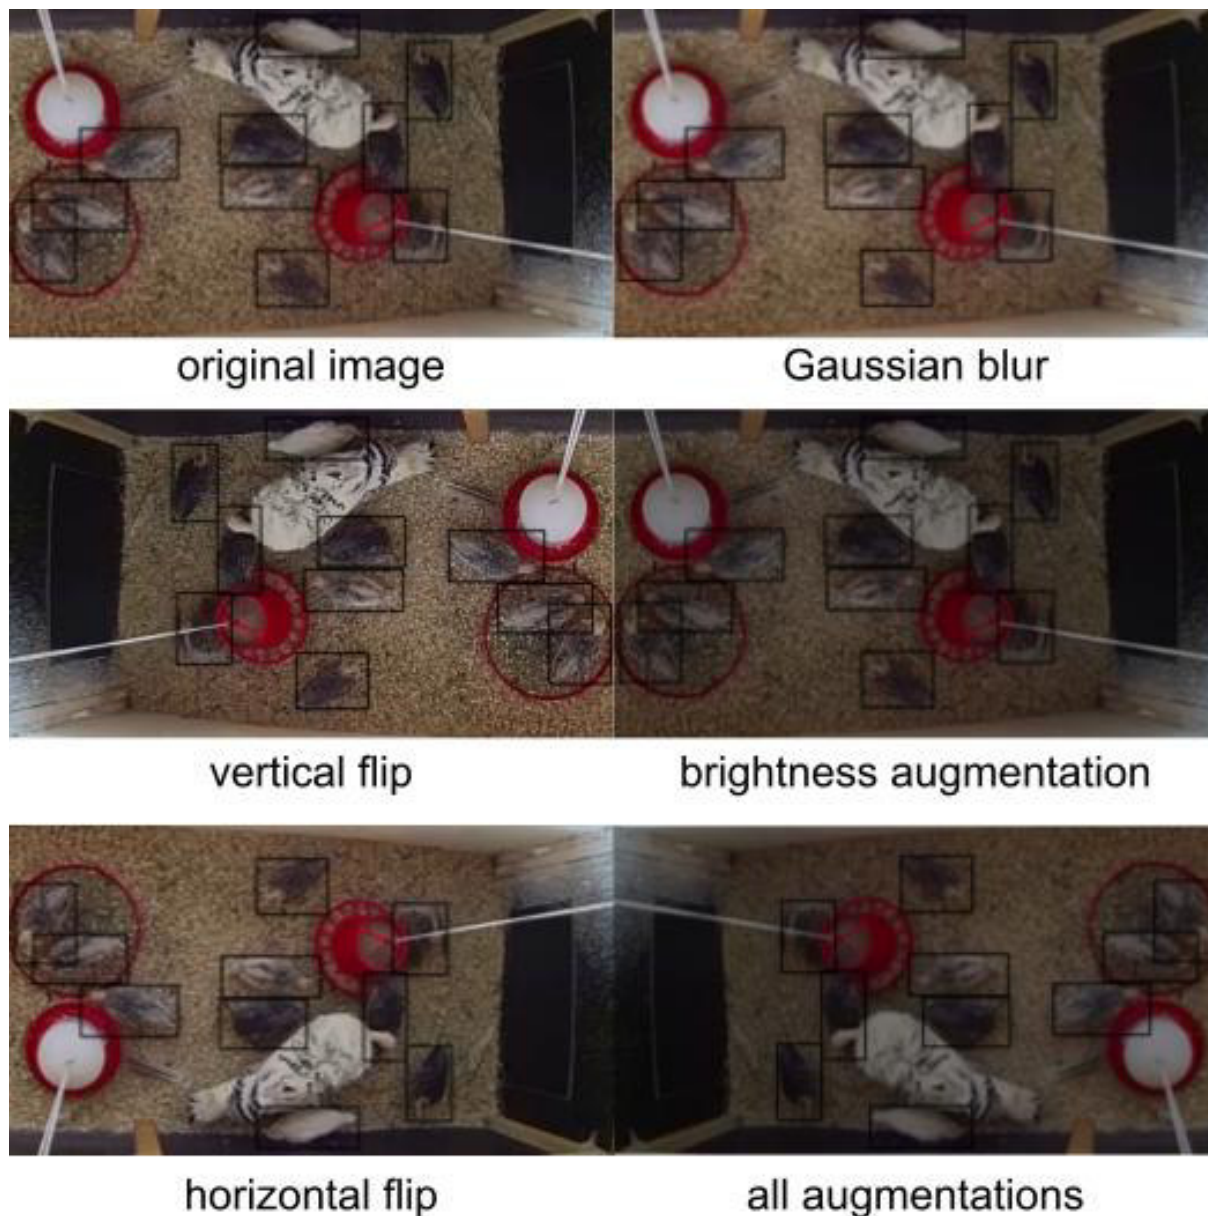 original image
Gaussian blur
vertical flip
brightness augmentation
horizontal flip
all augmentations